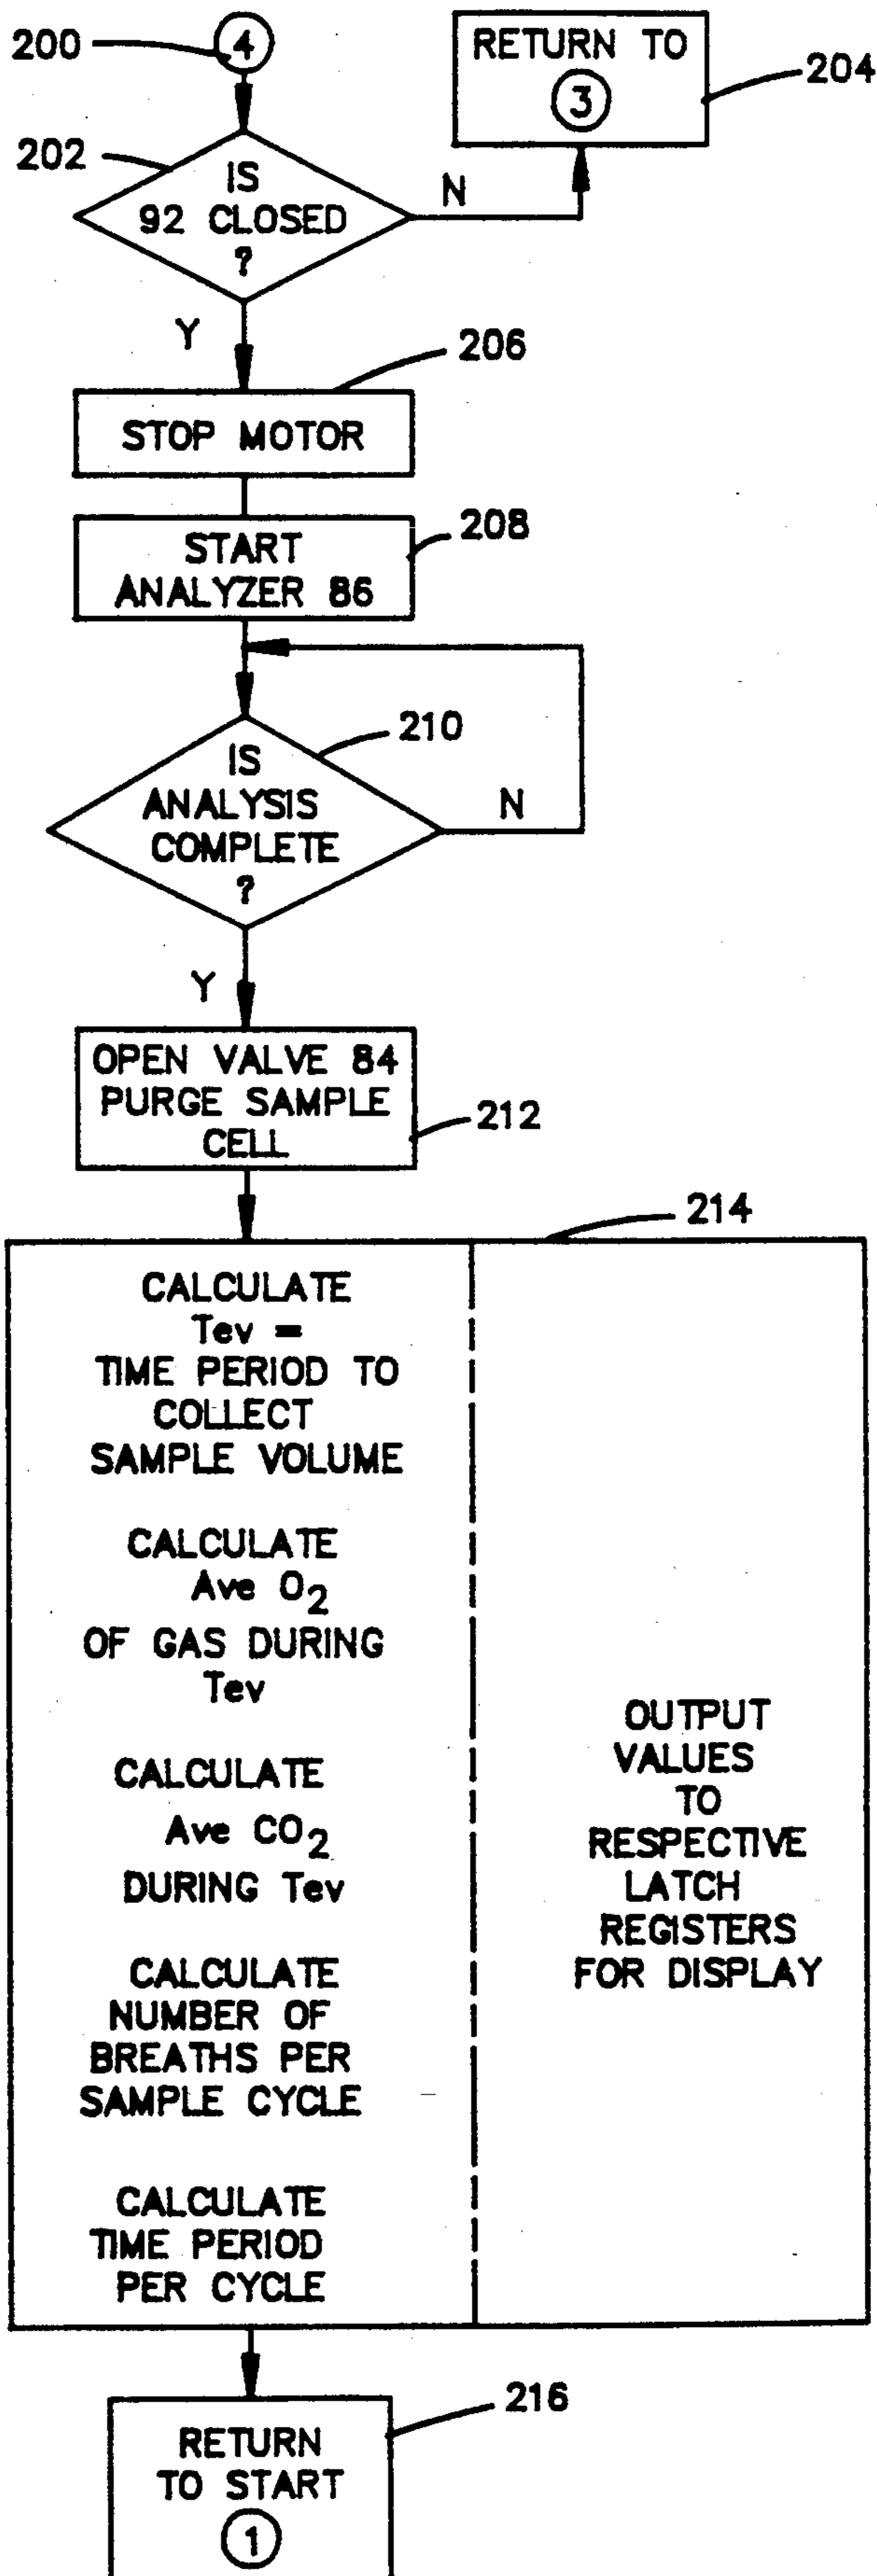 200
4
RETURN TO
3
204
202
IS
92 CLOSED
?
N
Y
206
STOP MOTOR
208
START
ANALYZER 86
210
IS
ANALYSIS
COMPLETE
?
N
Y
OPEN VALVE 84
PURGE SAMPLE
CELL
212
214
CALCULATE
Tev =
TIME PERIOD TO
COLLECT
SAMPLE VOLUME
CALCULATE
Ave O2
OF GAS DURING
Tev
CALCULATE
Ave CO2
DURING Tev
CALCULATE
NUMBER OF
BREATHS PER
SAMPLE CYCLE
CALCULATE
TIME PERIOD
PER CYCLE
OUTPUT
VALUES
TO
RESPECTIVE
LATCH
REGISTERS
FOR DISPLAY
216
RETURN
TO START
1